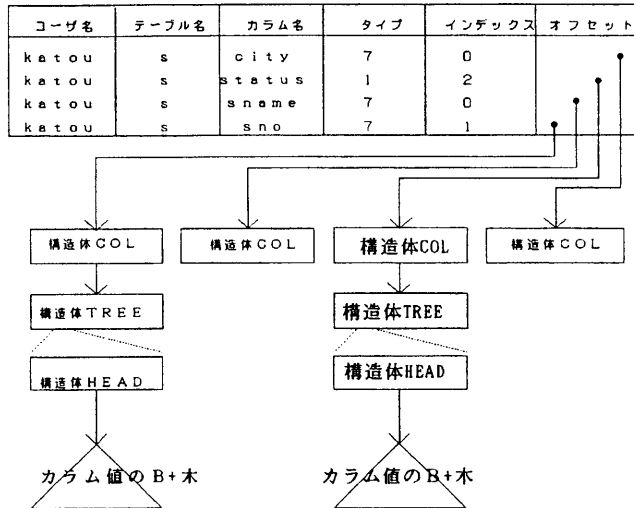 ユーザ名 テーブル名 カラム名 タイプ インデックス オフセット
katou s city 7 0
katou s status 1 2
katou s sname 7 0
katou s sno 7 1
構造体COL 構造体COL 構造体COL 構造体COL
構造体TREE 構造体TREE
構造体HEAD 構造体HEAD
カラム値のB+木 カラム値のB+木